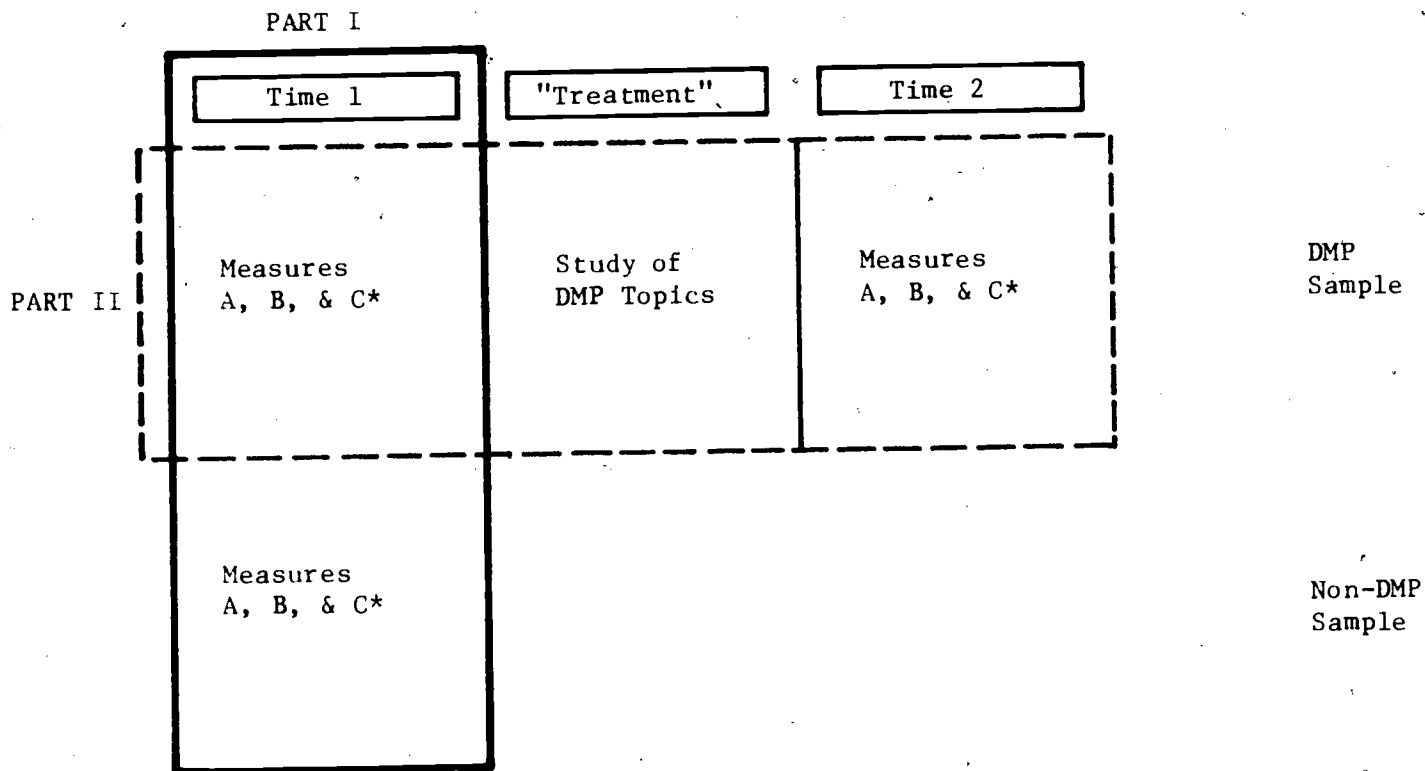 PART I
Time 1
"Treatment"
Time 2
Measures
A, B, & C*
Study of
DMP Topics
Measures
A, B, & C*
DMP
Sample
PART II
Measures
A, B, & C*
Non-DMP
Sample